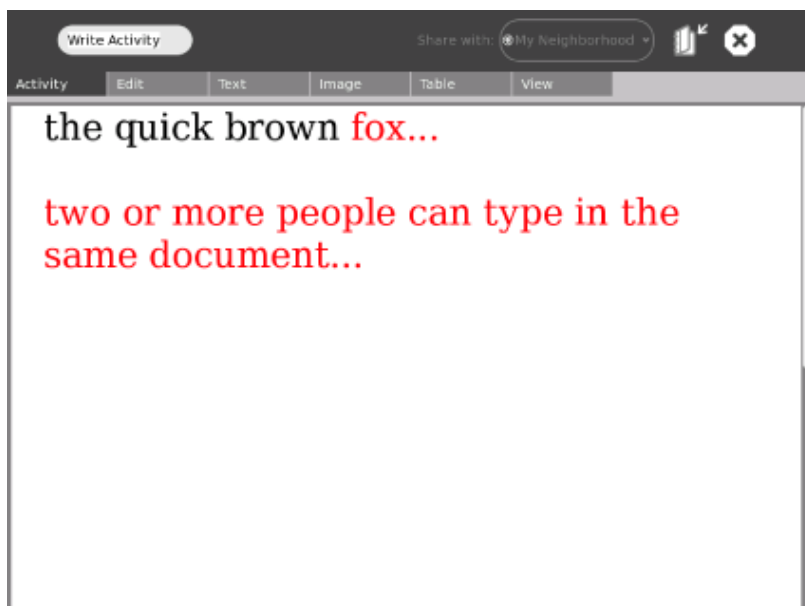 Write Activity
Share with: My Neighborhood
Activity Edit Text Image Table View
the quick brown fox...
two or more people can type in the
same document...